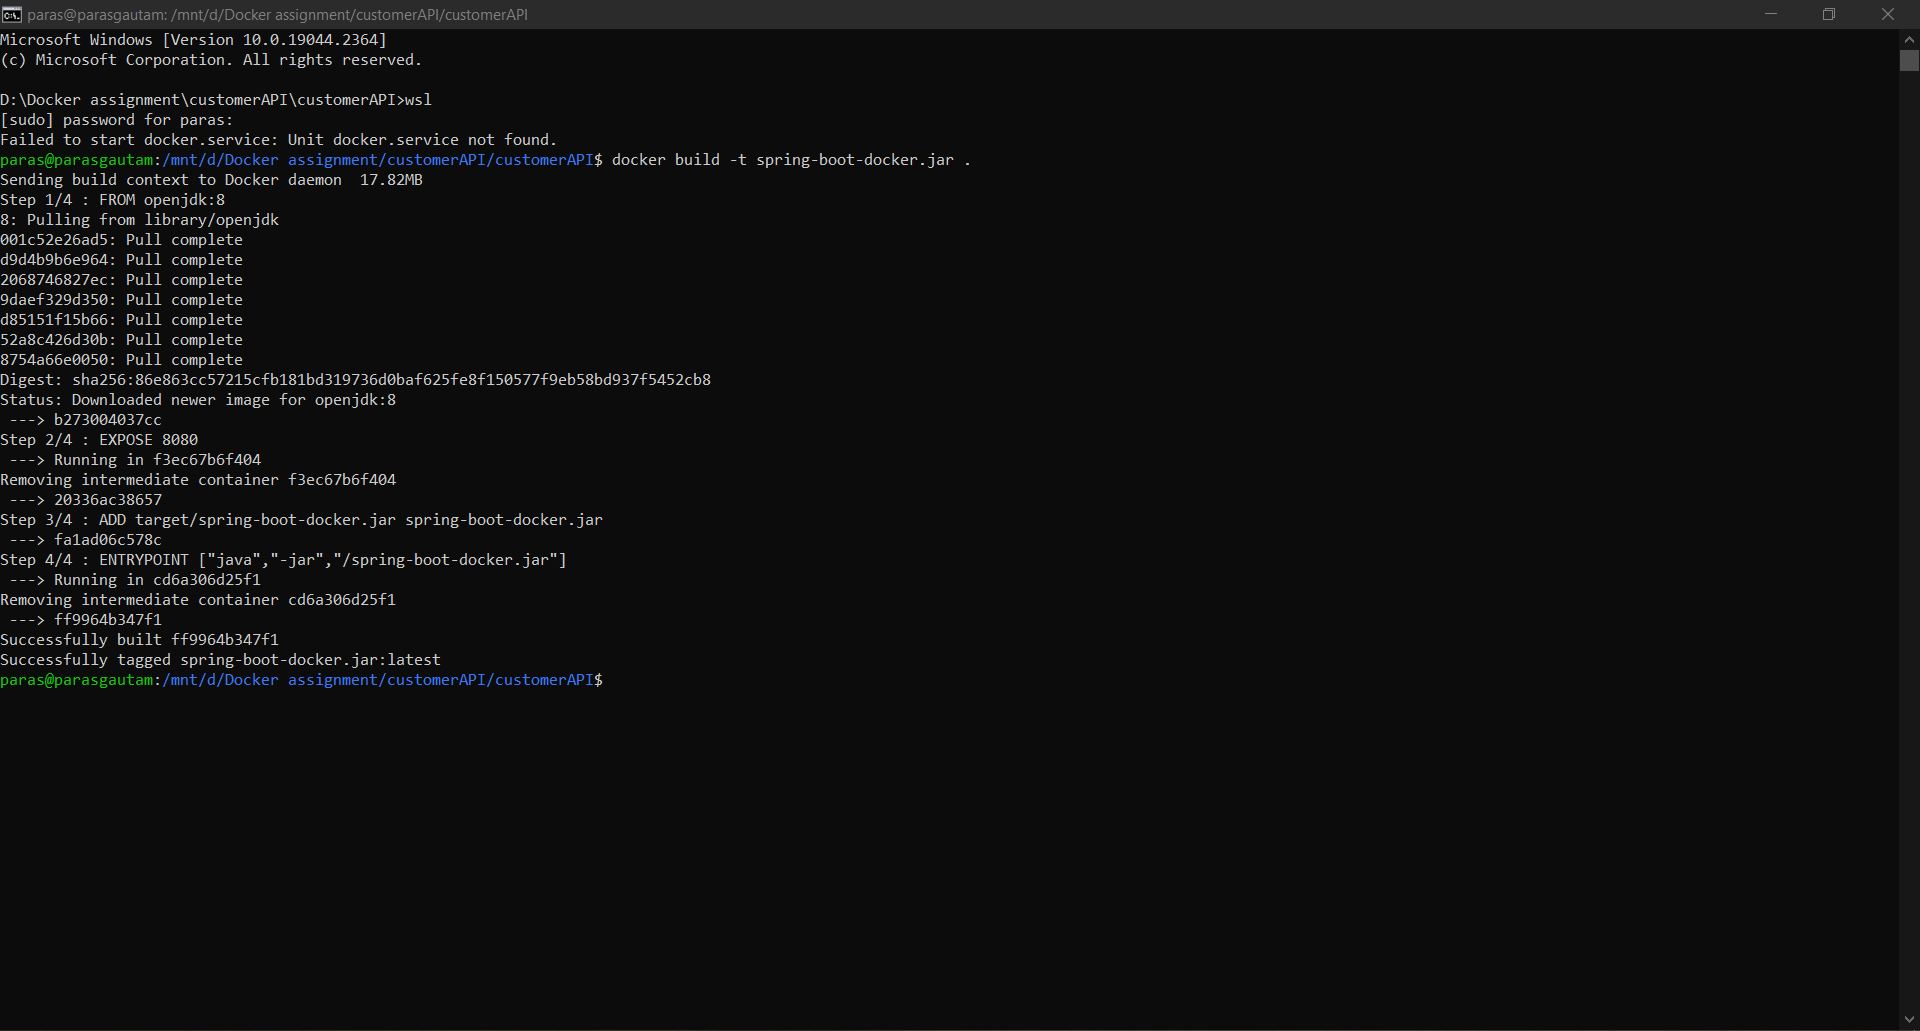 paras@parasgautam: /mnt/d/Docker assignment/customerAPI/customerAPI
Microsoft Windows [Version 10.0.19044.2364]
(c) Microsoft Corporation. All rights reserved.
D:\Docker assignment\customerAPI\customerAPI>wsl
[sudo] password for paras:
Failed to start docker.service: Unit docker.service not found.
paras@parasgautam:/mnt/d/Docker assignment/customerAPI/customerAPI$ docker build -t spring-boot-docker.jar .
Sending build context to Docker daemon  17.82MB
Step 1/4 : FROM openjdk:8
8: Pulling from library/openjdk
001c52e26ad5: Pull complete
d9d4b9b6e964: Pull complete
2068746827ec: Pull complete
9daef329d350: Pull complete
d85151f15b66: Pull complete
52a8c426d30b: Pull complete
8754a66e0050: Pull complete
Digest: sha256:86e863cc57215cfb181bd319736d0baf625fe8f150577f9eb58bd937f5452cb8
Status: Downloaded newer image for openjdk:8
---> b273004037cc
Step 2/4 : EXPOSE 8080
---> Running in f3ec67b6f404
Removing intermediate container f3ec67b6f404
---> 20336ac38657
Step 3/4 : ADD target/spring-boot-docker.jar spring-boot-docker.jar
---> fa1ad06c578c
Step 4/4 : ENTRYPOINT ["java","-jar","/spring-boot-docker.jar"]
---> Running in cd6a306d25f1
Removing intermediate container cd6a306d25f1
---> ff9964b347f1
Successfully built ff9964b347f1
Successfully tagged spring-boot-docker.jar:latest
paras@parasgautam:/mnt/d/Docker assignment/customerAPI/customerAPI$